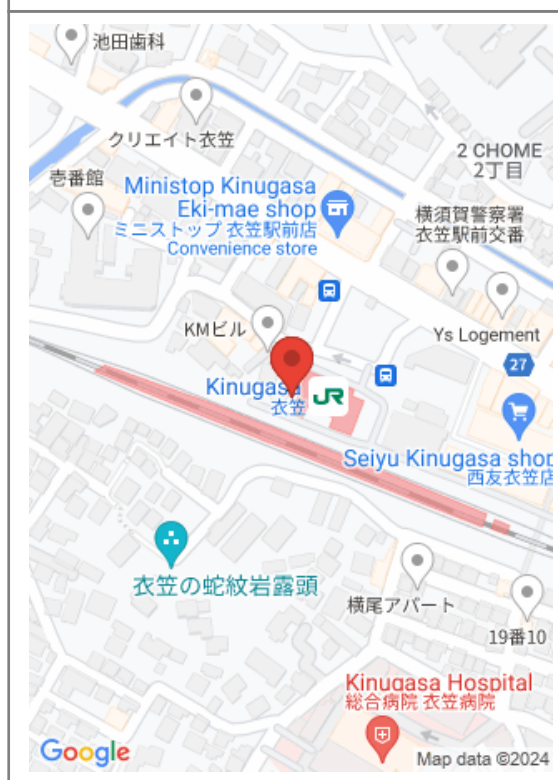 池田歯科
クリエイト衣笠
壱番館
2 CHOME
2丁目
Ministop Kinugasa
Eki-mae shop
ミニストップ 衣笠駅前店
Convenience store
横須賀警察署
衣笠駅前交番
KMビル
Ys Logement
27
Kinugasa
衣笠
JR
Seiyu Kinugasa shop
西友衣笠店
衣笠の蛇紋岩露頭
横尾アパート
19番10
Kinugasa Hospital
総合病院 衣笠病院
Google
Map data ©2024